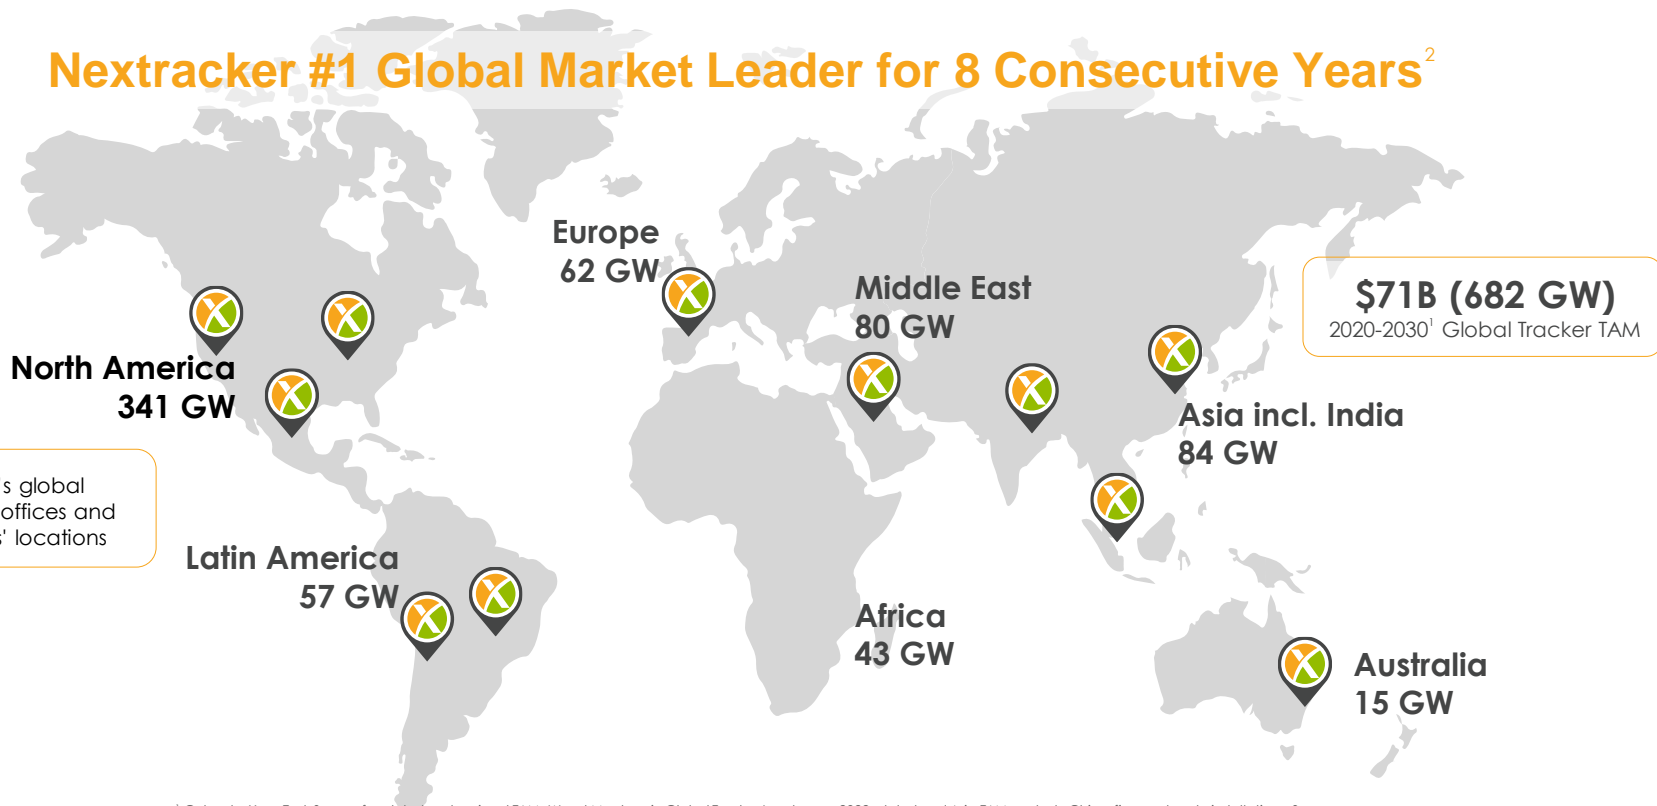 Nextracker #1 Global Market Leader for 8 Consecutive Years2
Europe
62 GW
Middle East
80 GW
$71B (682 GW)
2020-20301 Global Tracker TAM
North America
341 GW
Asia incl. India
84 GW
's global
offices and
' locations
Latin America
57 GW
Africa
43 GW
Australia
15 GW